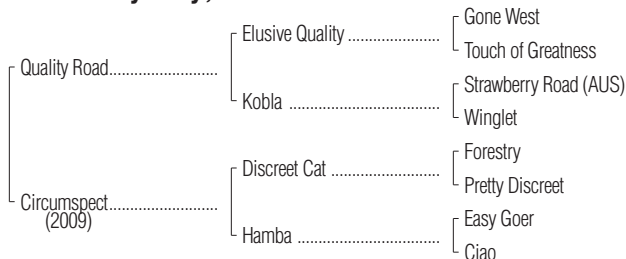 Quality Road
Circumspect
(2009)
Elusive Quality
Kobla
Discreet Cat
Hamba
Gone West
Touch of Greatness
Strawberry Road (AUS)
Winglet
Forestry
Pretty Discreet
Easy Goer
Ciao